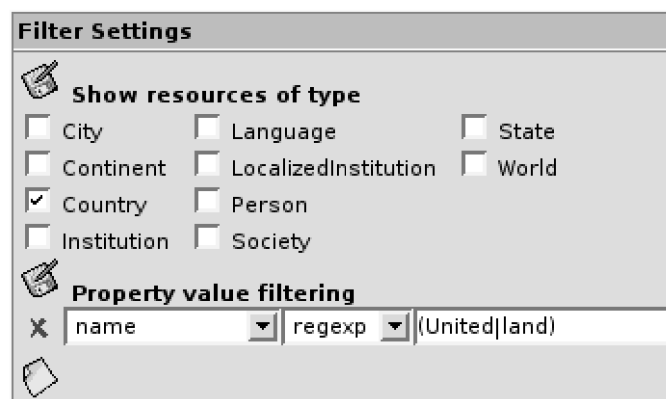 Filter Settings
Show resources of type
City Language State
Continent LocalizedInstitution World
Country Person
Institution Society
Property value filtering
name regexp (United|land)